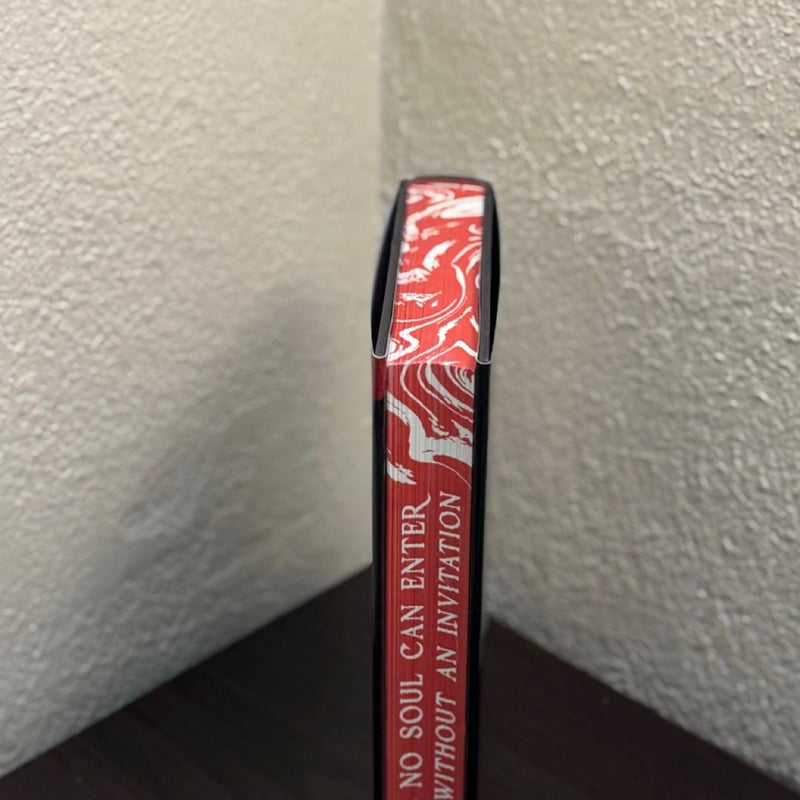 NO SOUL CAN ENTER
WITHOUT AN INVITATION